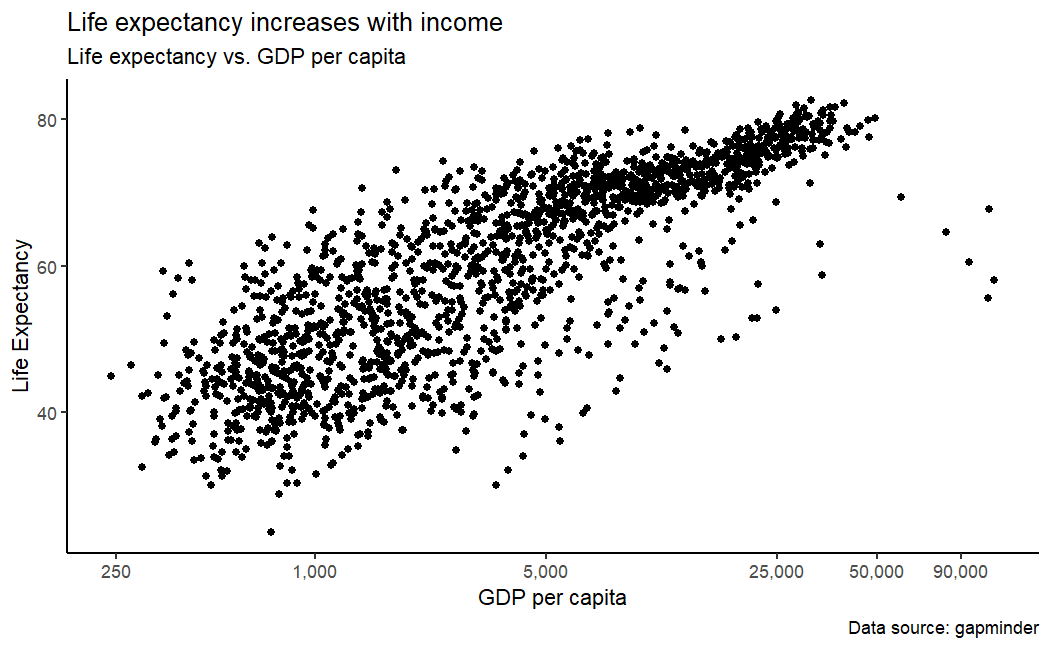 Life expectancy increases with income
Life expectancy vs. GDP per capita
Life Expectancy
80
60
40
250 1,000 5,000 25,000 50,000 90,000
GDP per capita
Data source: gapminder